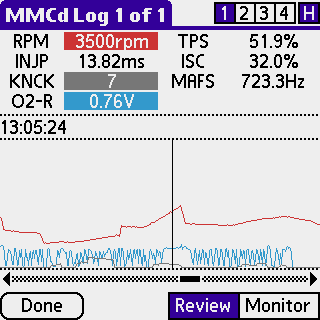 MMCd Log 1 of 1 1 2 3 4 H
RPM 3500rpm TPS 51.9%
INJP 13.82ms ISC 32.0%
KNCK 7 MAFS 723.3Hz
O2-R 0.76V
13:05:24
Done Review Monitor